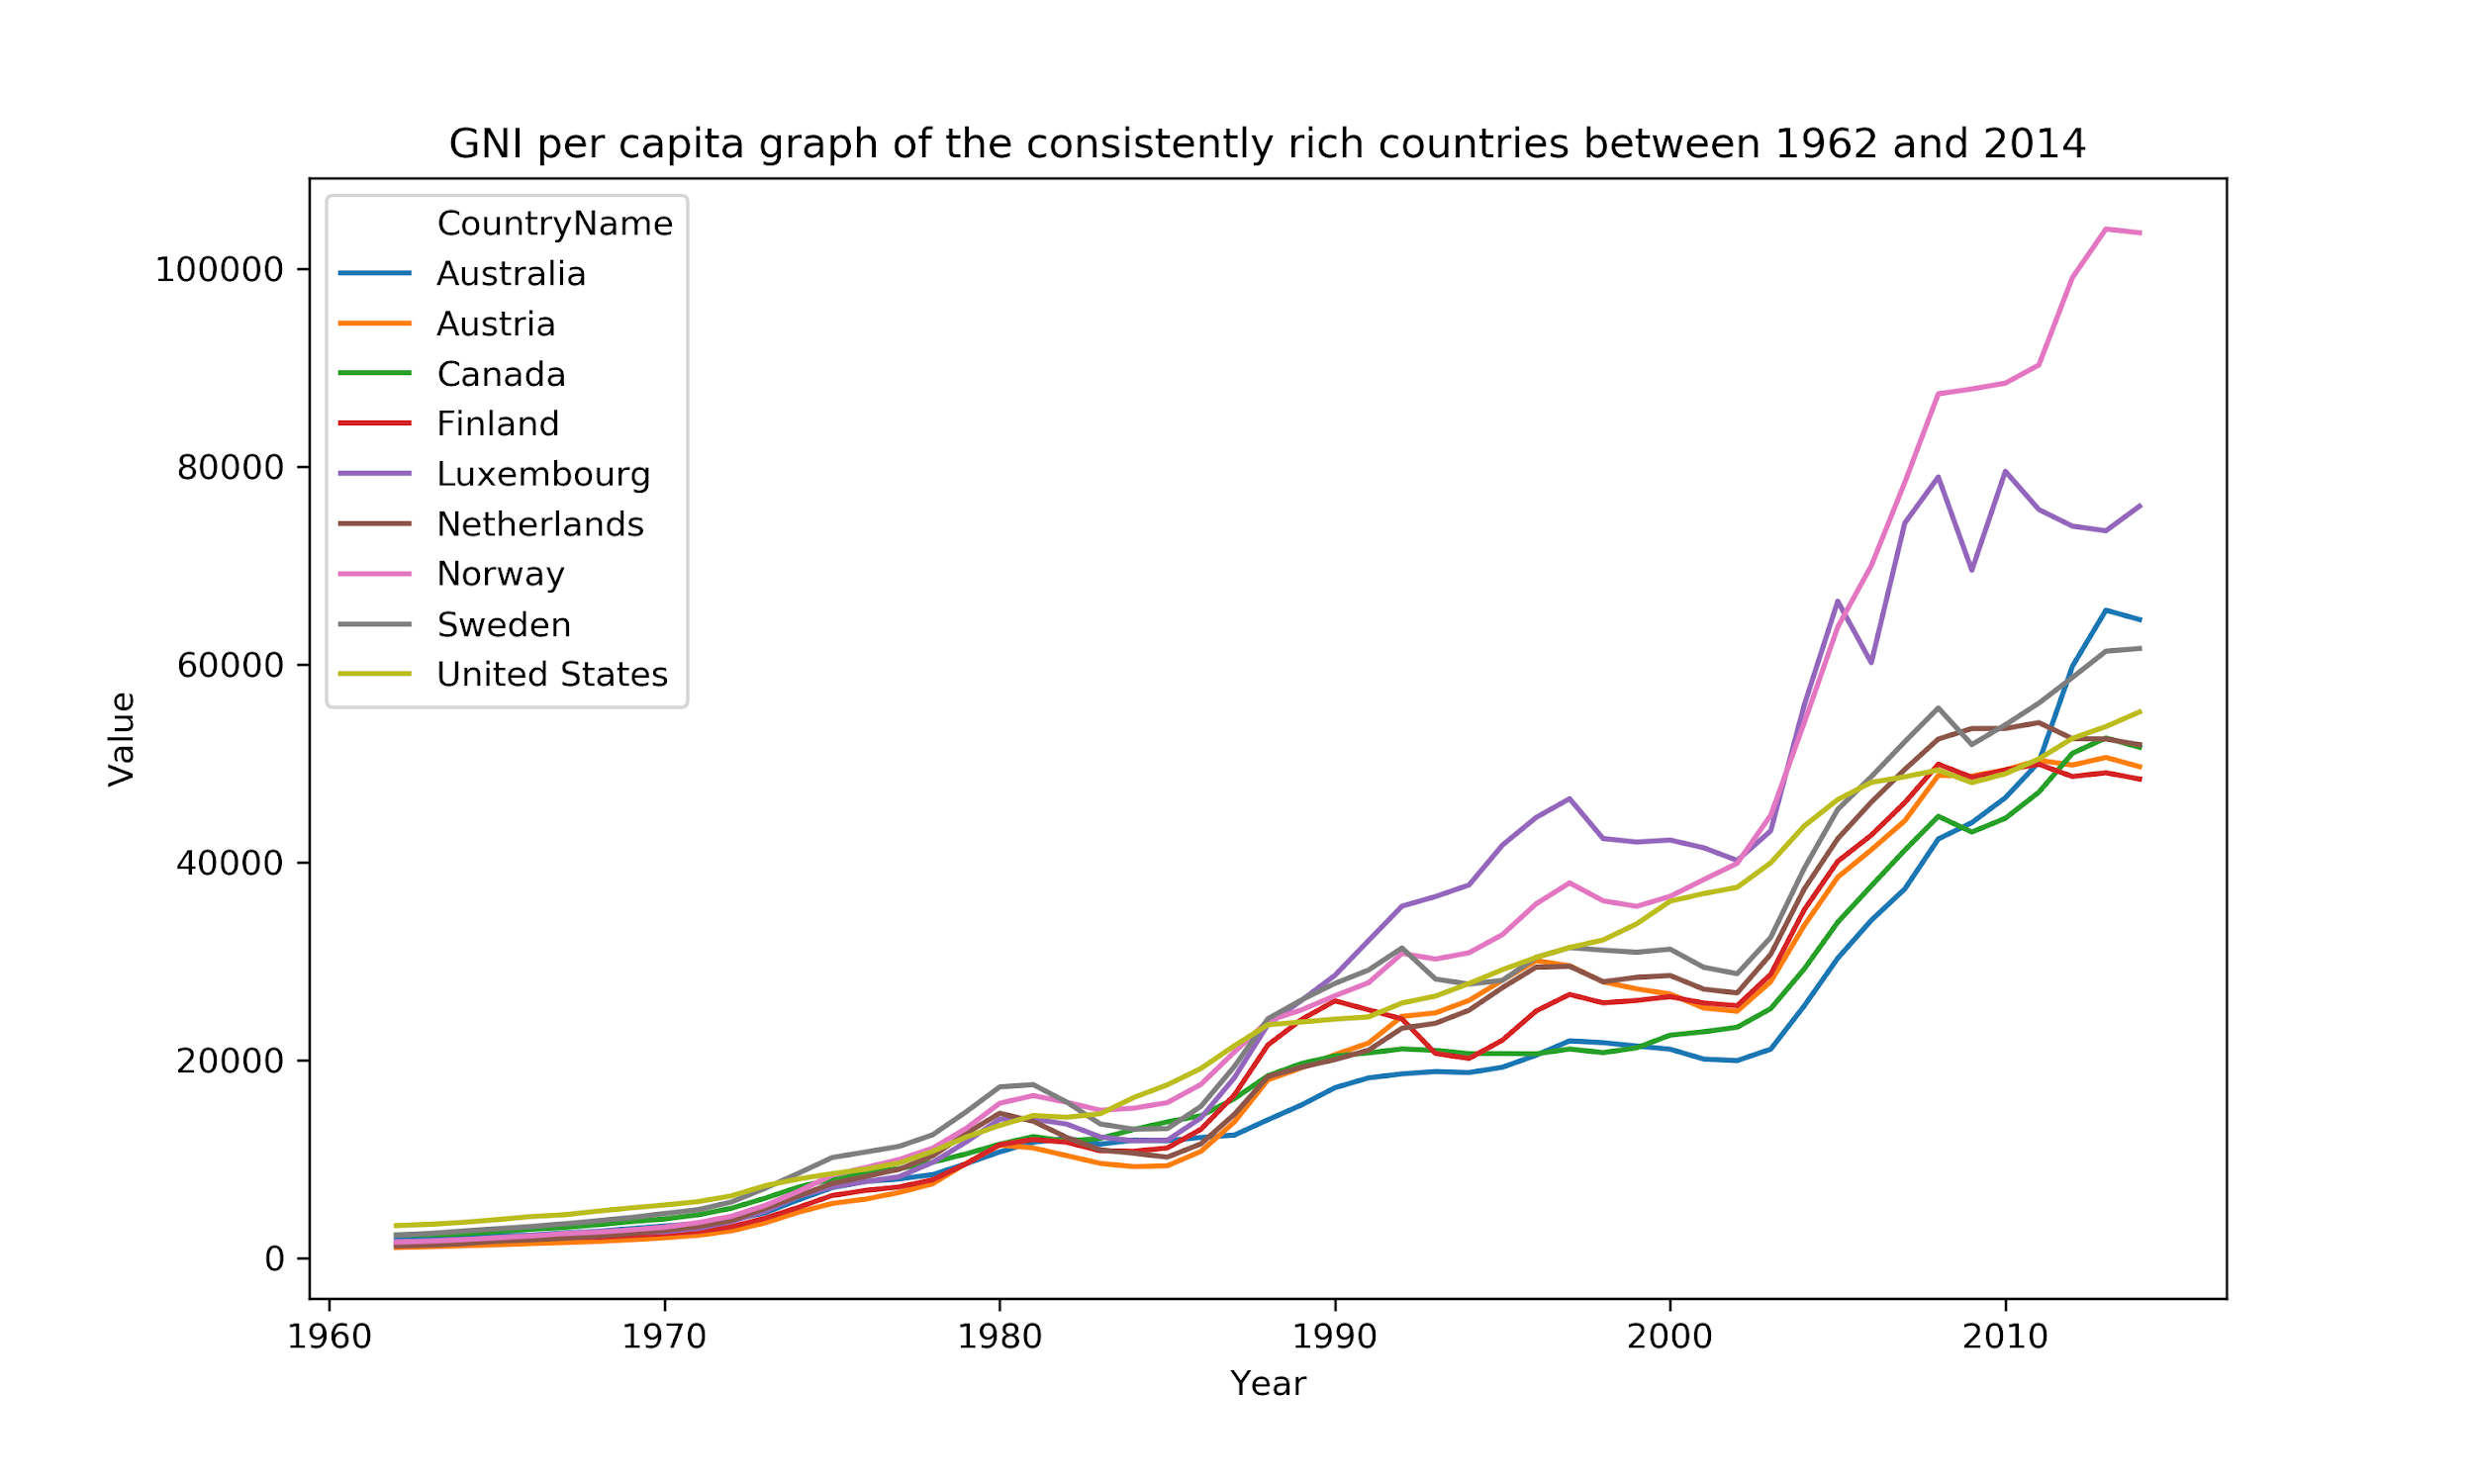 GNI per capita graph of the consistently rich countries between 1962 and 2014
CountryName
Australia
Austria
Canada
Finland
Luxembourg
Netherlands
Norway
Sweden
United States
100000
80000
60000
40000
20000
0
Value
1960 1970 1980 1990 2000 2010
Year